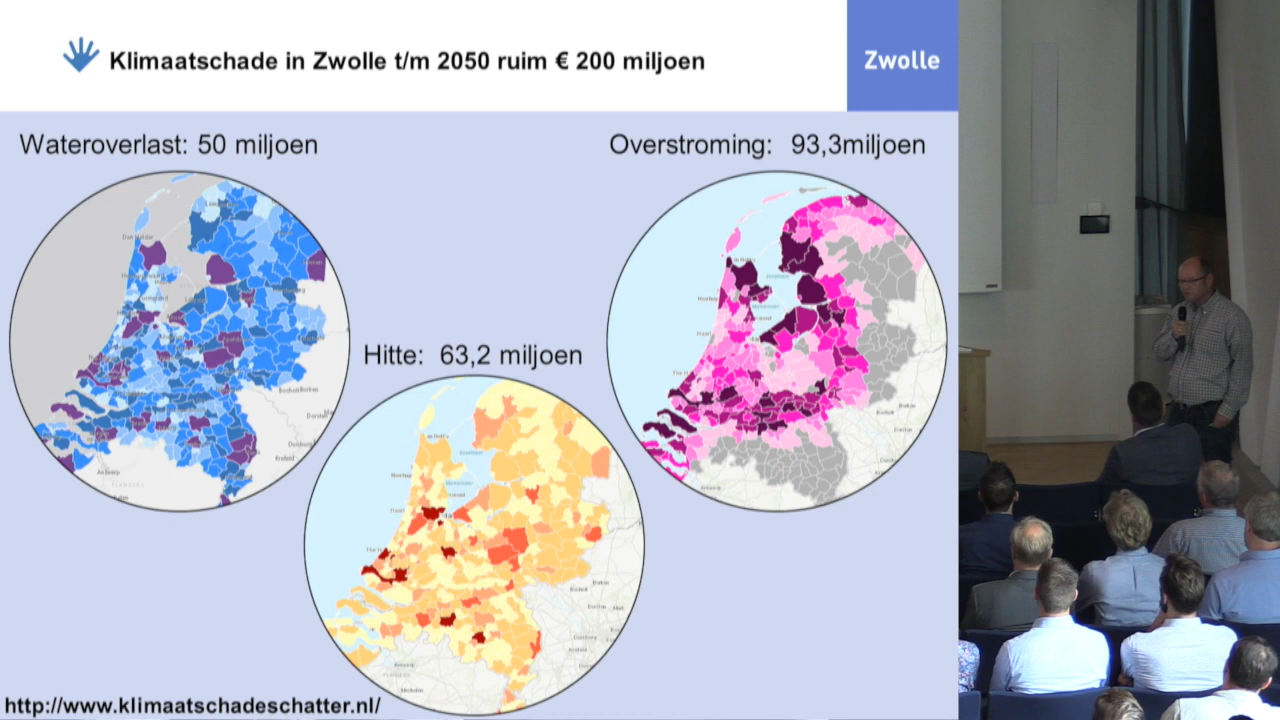 Klimaatschade in Zwolle t/m 2050 ruim € 200 miljoen
Zwolle
Wateroverlast: 50 miljoen
Overstroming: 93,3miljoen
Hitte: 63,2 miljoen
http://www.klimaatschadeschatter.nl/